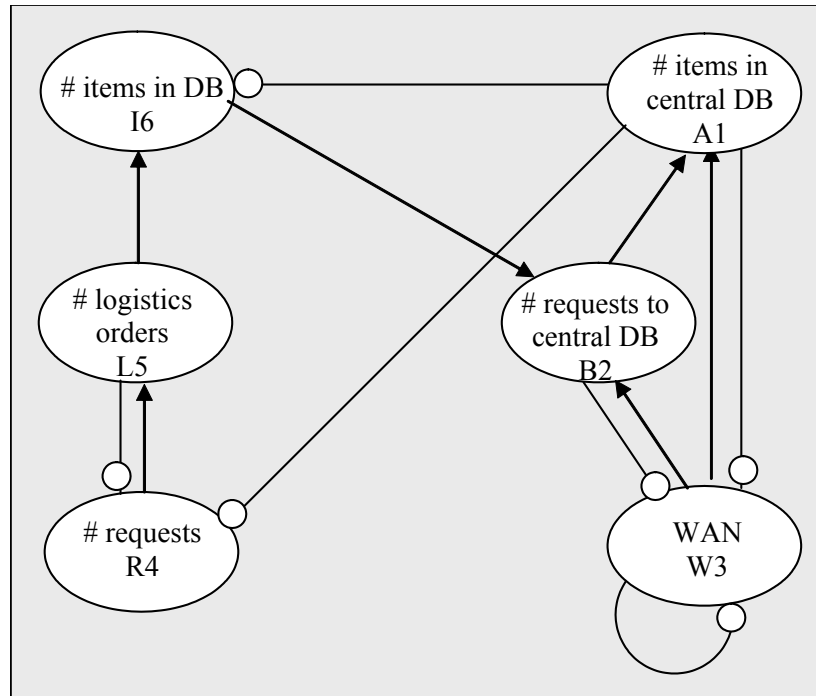 # items in DB
I6
# items in
central DB
A1
# logistics
orders
L5
# requests to
central DB
B2
# requests
R4
WAN
W3